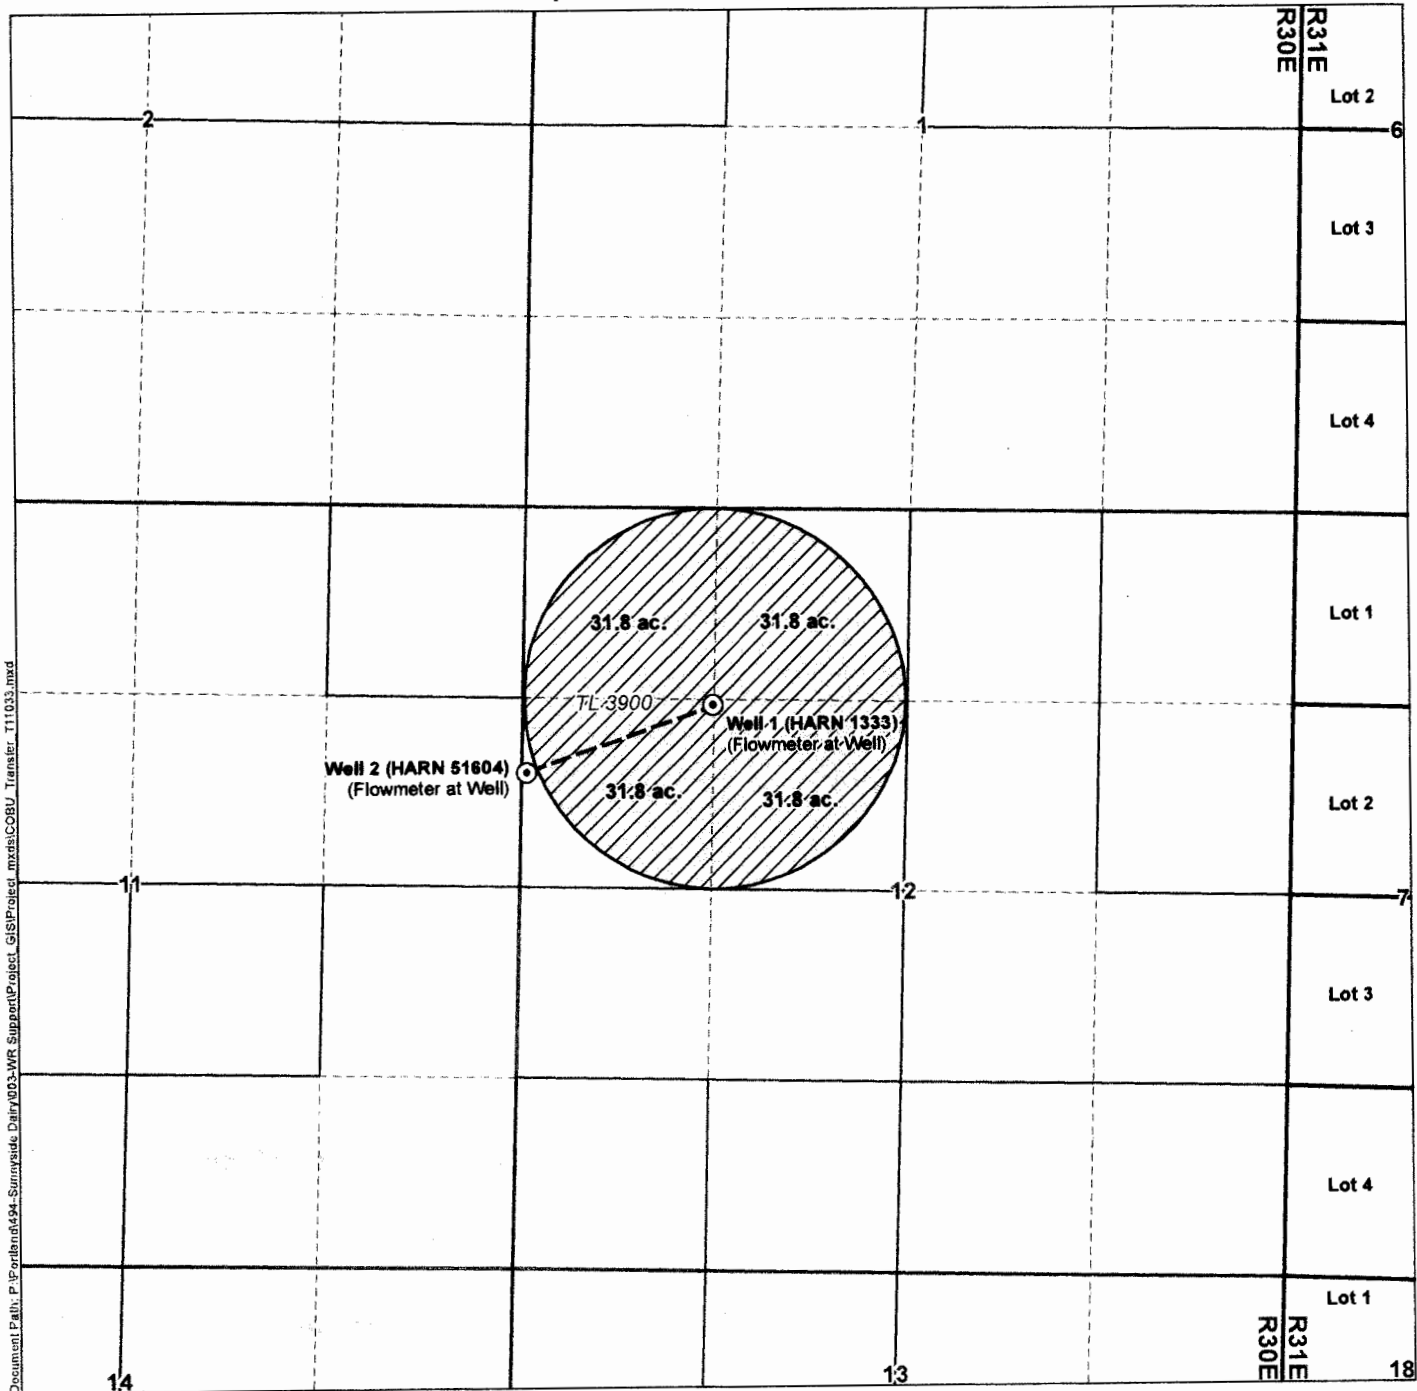 R31E
R30E
Lot 2
2
1
6
Lot 3
Lot 4
31.8 ac.
31.8 ac.
Lot 1
TL 3900
Well 1 (HARN 1333)
(Flowmeter at Well)
Well 2 (HARN 51604)
(Flowmeter at Well)
31.8 ac.
31.8 ac.
Lot 2
11
12
7
Lot 3
Lot 4
Lot 1
R31E
R30E
14
13
18
Document Path: P:\Portland\494-Sunnyside Dairy\003-WR Support\Project_GIS\Project_mxds\COBU_Transfer_T11033.mxd